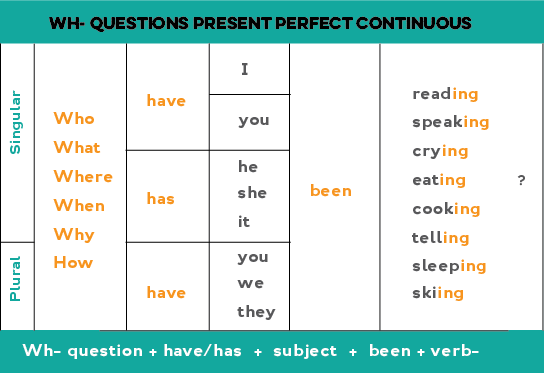 WH- QUESTIONS PRESENT PERFECT CONTINUOUS
Singular
Plural
Who
What
Where
When
Why
How
have
has
have
I
you
he
she
it
you
we
they
been
reading
speaking
crying
eating ?
cooking
telling
sleeping
skiing
Wh- question + have/has + subject + been + verb-